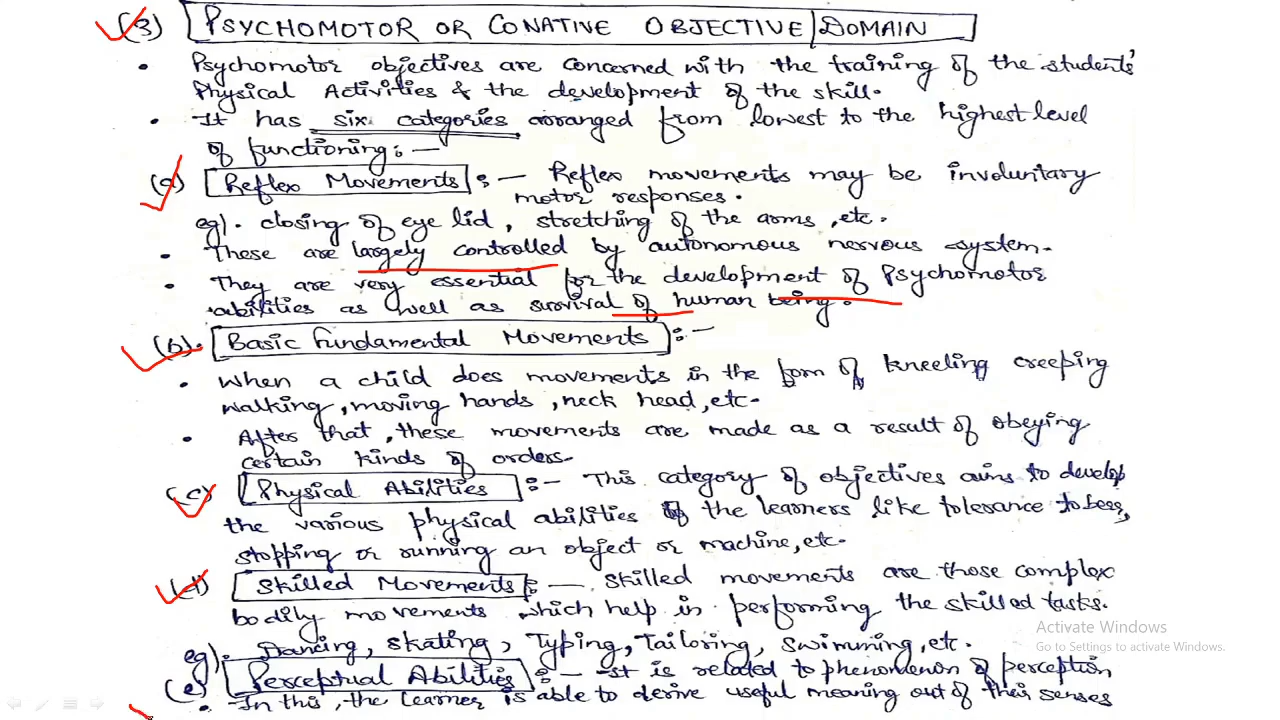 (3) PSYCHOMOTOR OR CONATIVE OBJECTIVE DOMAIN
• Psychomotor objectives are concerned with the training of the students'
Physical Activities & the development of the skill.
• It has six categories arranged from lowest to the highest level
of functioning:—
(a) Reflex Movements :— Reflex movements may be involuntary
motor responses.
eg). closing of eye lid, stretching of the arms, etc.
• These are largely controlled by autonomous nervous system.
• They are very essential for the development of Psychomotor
abilities as well as survival of human being.
(b). Basic Fundamental Movements :—
• When a child does movements in the form of kneeling creeping
walking, moving hands, neck head, etc.
• After that, these movements are made as a result of obeying
certain kinds of orders.
(c) Physical Abilities :— This category of objectives aims to develop
the various physical abilities of the learners like tolerance to
stopping or running an object or machine, etc.
(d) Skilled Movements :— Skilled movements are those complex
bodily movements which help in performing the skilled tasks.
eg). Dancing, skating, Typing, Tailoring, Swimming, etc.
(e) Perceptual Abilities :— It is related to phenomenon of perception
• In this, the learner is able to derive useful meaning out of their senses
Activate Windows
Go to Settings to activate Windows.